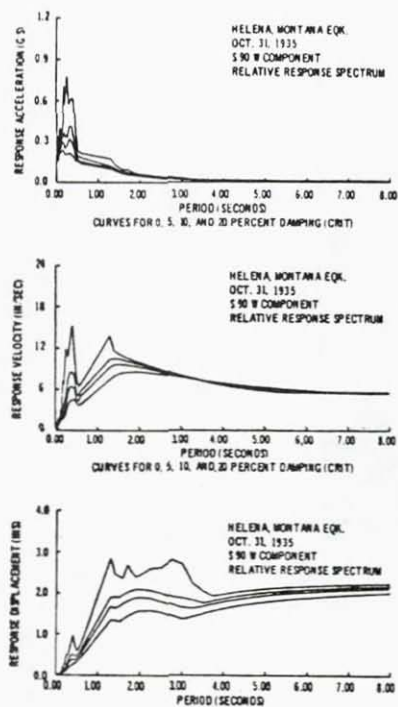 HELENA, MONTANA EQK.
OCT. 31, 1935
S 90 W COMPONENT
RELATIVE RESPONSE SPECTRUM
RESPONSE ACCELERATION (G'S)
1.2
0.9
0.6
0.3
0.0
0.00 1.00 2.00 3.00 4.00 5.00 6.00 7.00 8.00
PERIOD (SECONDS)
CURVES FOR 0, 5, 10, AND 20 PERCENT DAMPING (CRIT)
HELENA, MONTANA EQK.
OCT. 31, 1935
S 90 W COMPONENT
RELATIVE RESPONSE SPECTRUM
RESPONSE VELOCITY (IN/SEC)
24
18
12
6
0
0.00 1.00 2.00 3.00 4.00 5.00 6.00 7.00 8.00
PERIOD (SECONDS)
CURVES FOR 0, 5, 10, AND 20 PERCENT DAMPING (CRIT)
HELENA, MONTANA EQK.
OCT. 31, 1935
S 90 W COMPONENT
RELATIVE RESPONSE SPECTRUM
RESPONSE DISPLACEMENT (INS)
4.0
3.0
2.0
1.0
0.0
0.00 1.00 2.00 3.00 4.00 5.00 6.00 7.00 8.00
PERIOD (SECONDS)